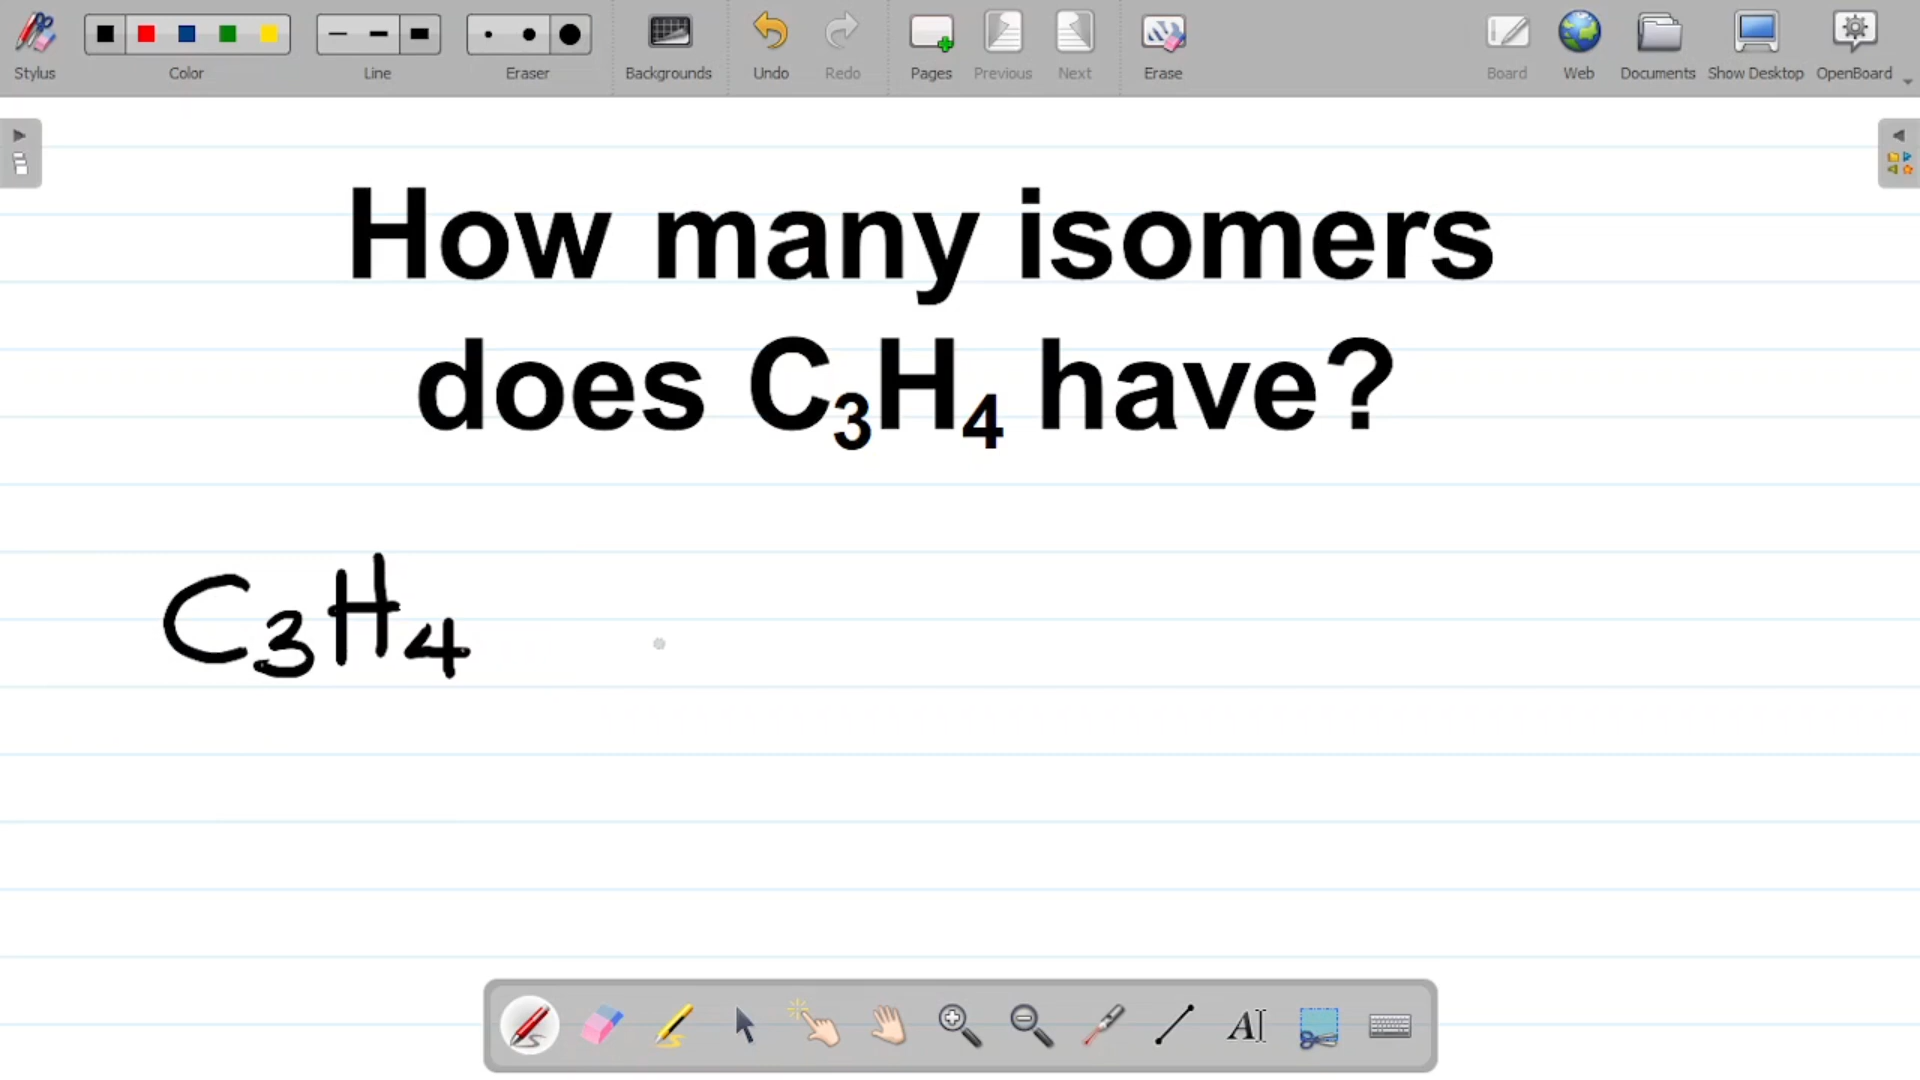 Stylus
Color
Line
Eraser
Backgrounds
Undo
Redo
Pages
Previous
Next
Erase
Board
Web
Documents
Show Desktop
OpenBoard
How many isomers
does C₃H₄ have?
C₃H₄
A